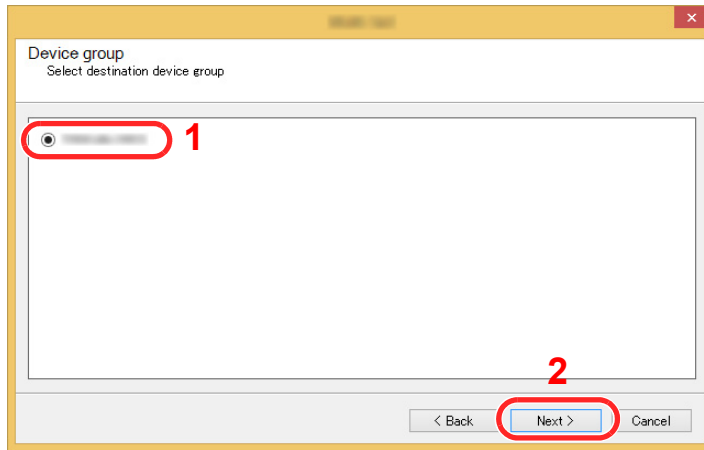 Device group
Select destination device group
1
2
< Back
Next >
Cancel